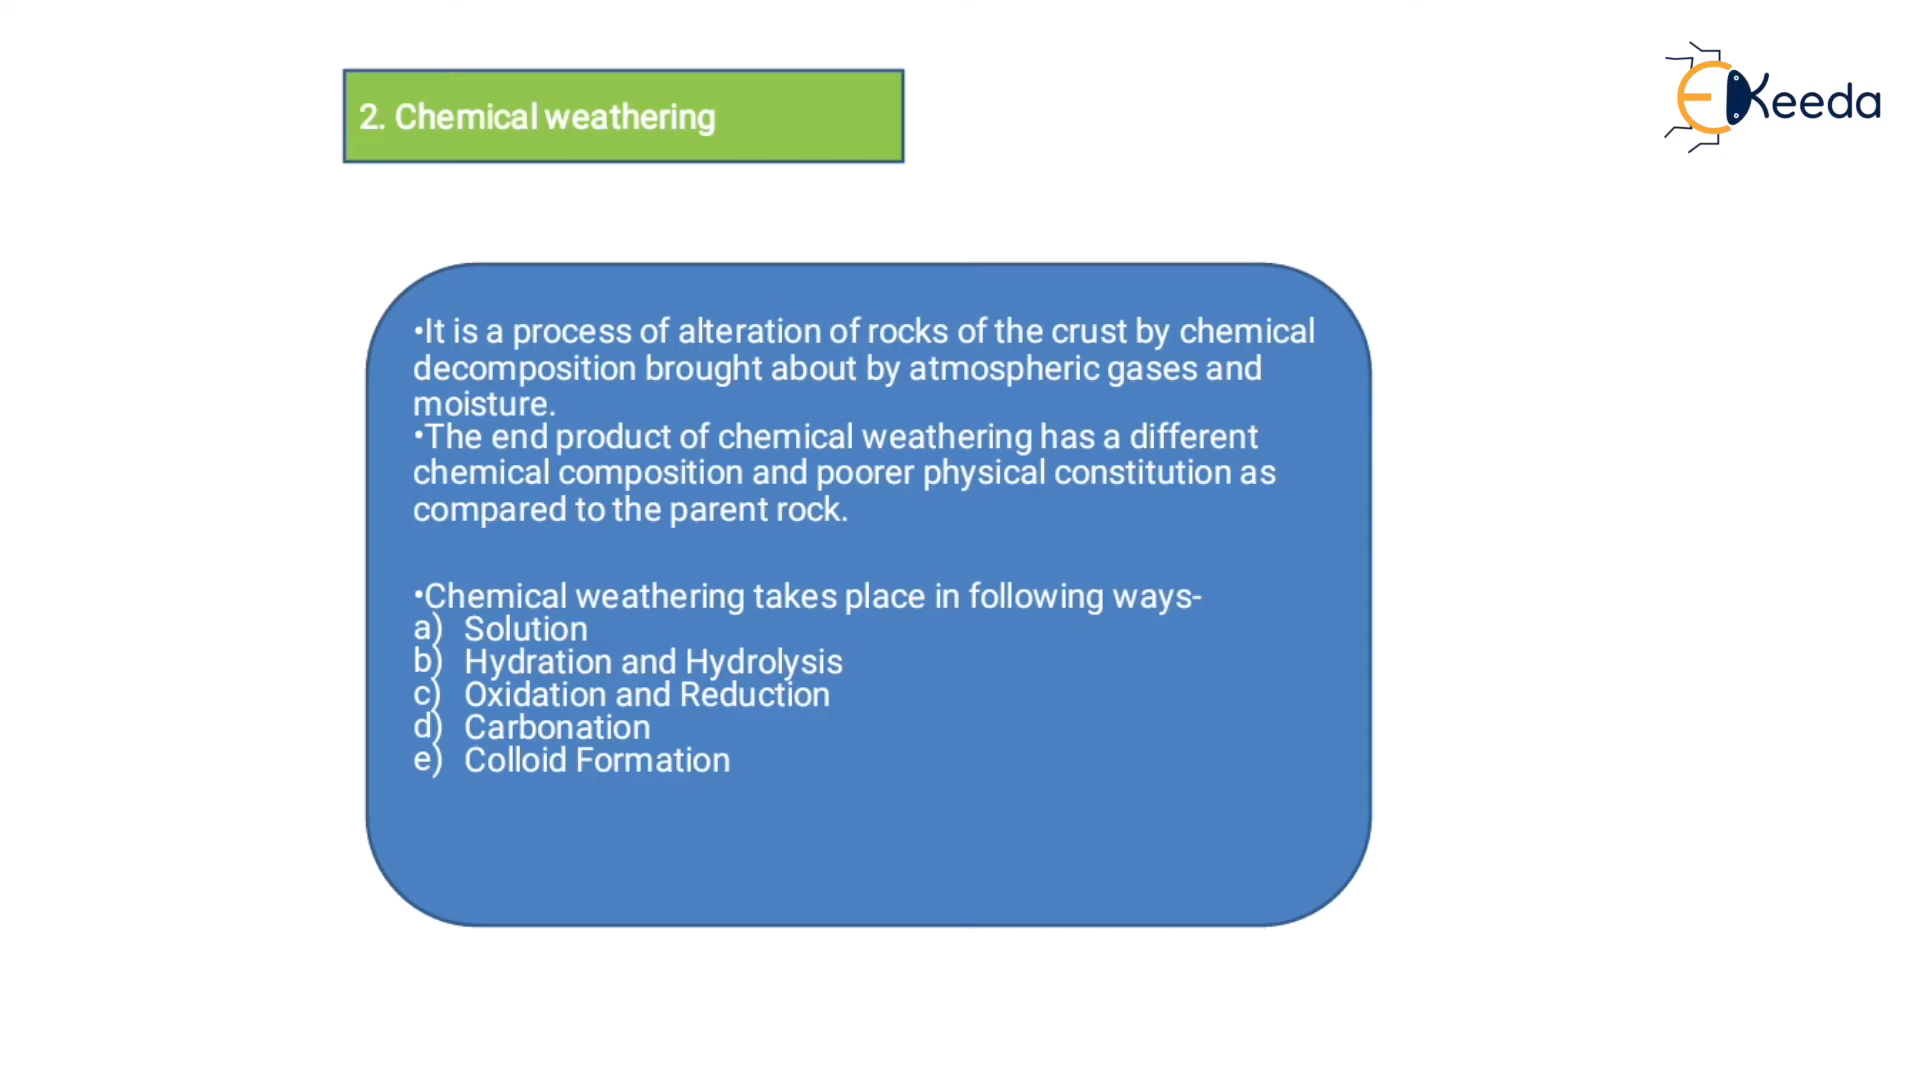 2. Chemical weathering
EKeeda
•It is a process of alteration of rocks of the crust by chemical
decomposition brought about by atmospheric gases and
moisture.
•The end product of chemical weathering has a different
chemical composition and poorer physical constitution as
compared to the parent rock.
•Chemical weathering takes place in following ways-
a) Solution
b) Hydration and Hydrolysis
c) Oxidation and Reduction
d) Carbonation
e) Colloid Formation